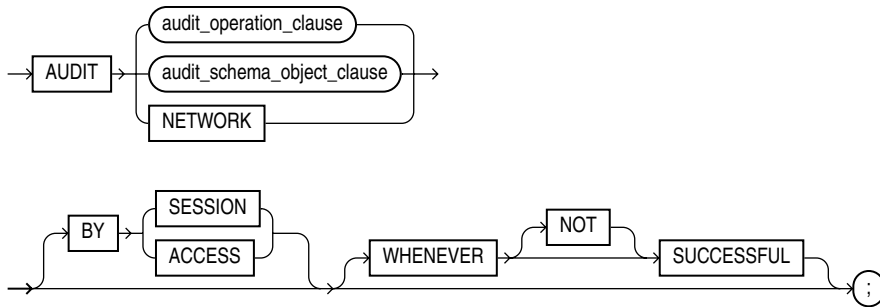 audit_operation_clause
AUDIT
audit_schema_object_clause
NETWORK
SESSION
BY
ACCESS
NOT
WHENEVER
SUCCESSFUL
;